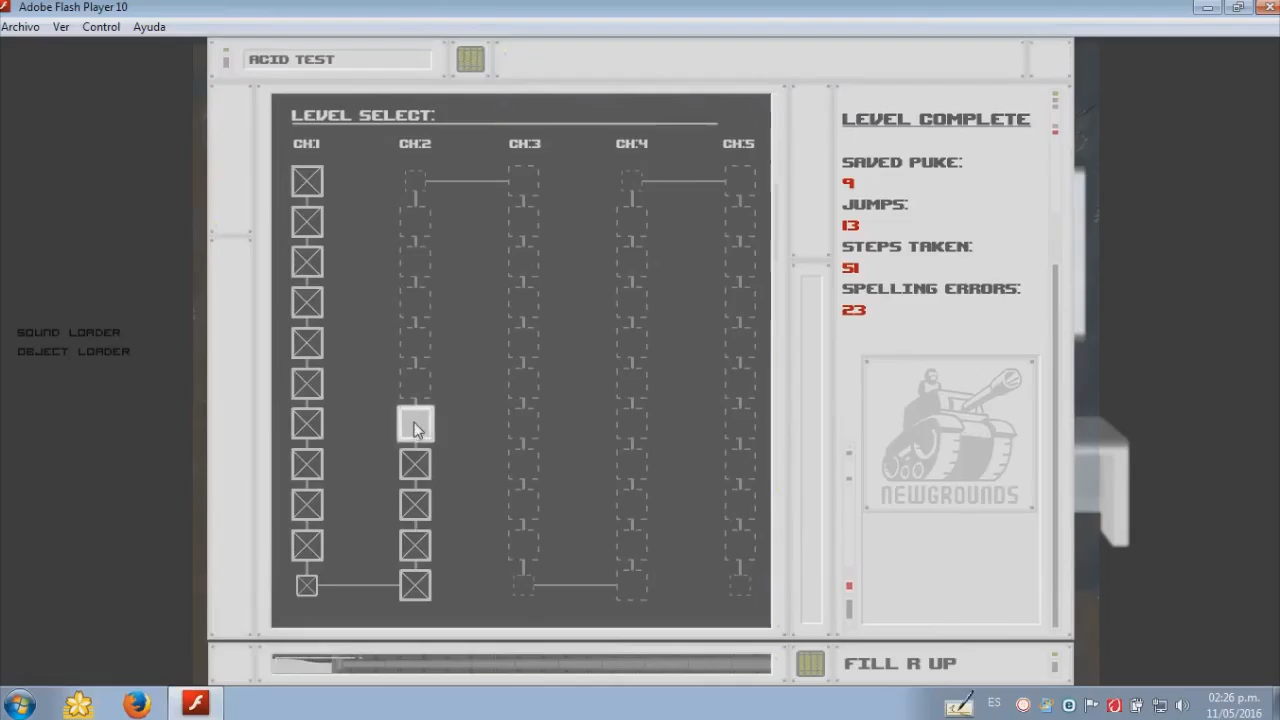 Adobe Flash Player 10
Archivo Ver Control Ayuda
ACID TEST
LEVEL SELECT:
CH:1 CH:2 CH:3 CH:4 CH:5
LEVEL COMPLETE
SAVED PUKE:
9
JUMPS:
13
STEPS TAKEN:
51
SPELLING ERRORS:
23
SOUND LOADER
OBJECT LOADER
NEWGROUNDS
FILL R UP
ES
02:26 p.m.
11/05/2016